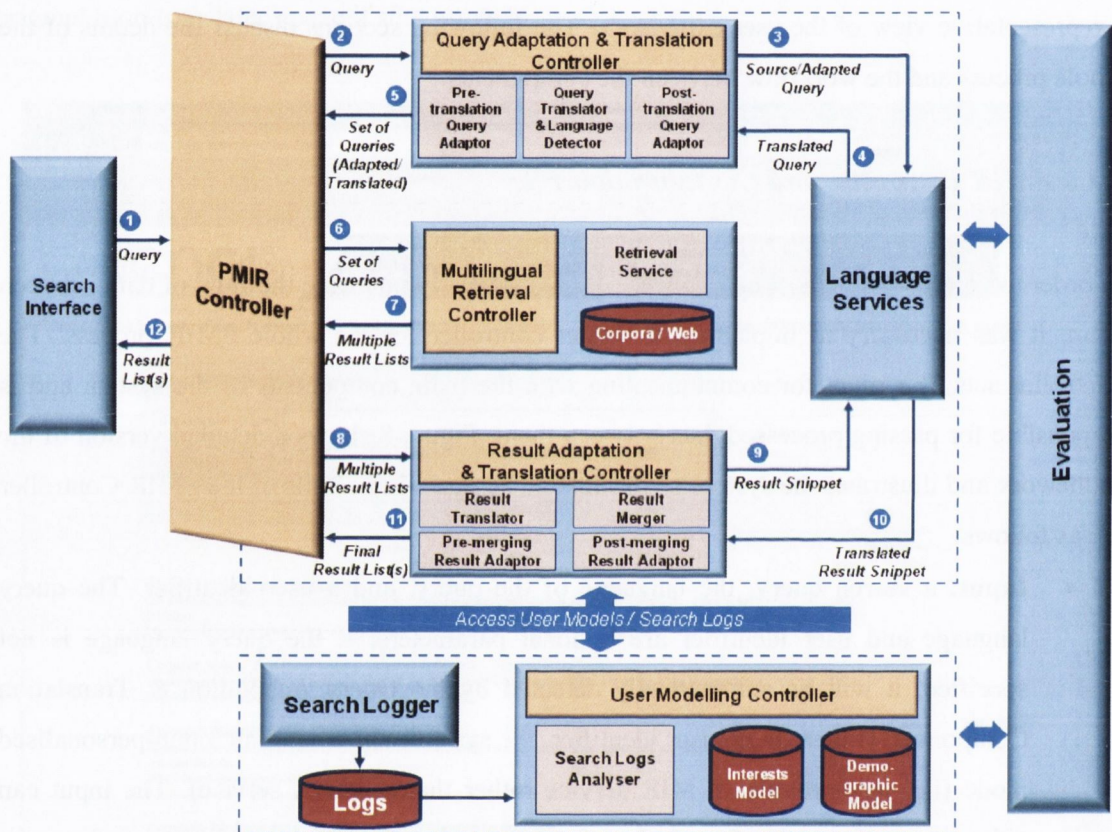 2
Query
Query Adaptation & Translation
Controller
3
Source/Adapted
Query
5
Set of
Queries
(Adapted/
Translated)
Pre-
translation
Query
Adaptor
Query
Translator
& Language
Detector
Post-
translation
Query
Adaptor
Translated
Query
4
1
Query
Search
Interface
12
Result
List(s)
PMIR
Controller
6
Set of
Queries
7
Multiple
Result Lists
Multilingual
Retrieval
Controller
Retrieval
Service
Corpora / Web
Language
Services
Evaluation
8
Multiple
Result Lists
11
Final
Result List(s)
Result Adaptation
& Translation Controller
Result
Translator
Result
Merger
Pre-merging
Result Adaptor
Post-merging
Result Adaptor
9
Result Snippet
10
Translated
Result Snippet
Access User Models / Search Logs
Search Logger
Logs
User Modelling Controller
Search Logs
Analyser
Interests
Model
Demo-
graphic
Model